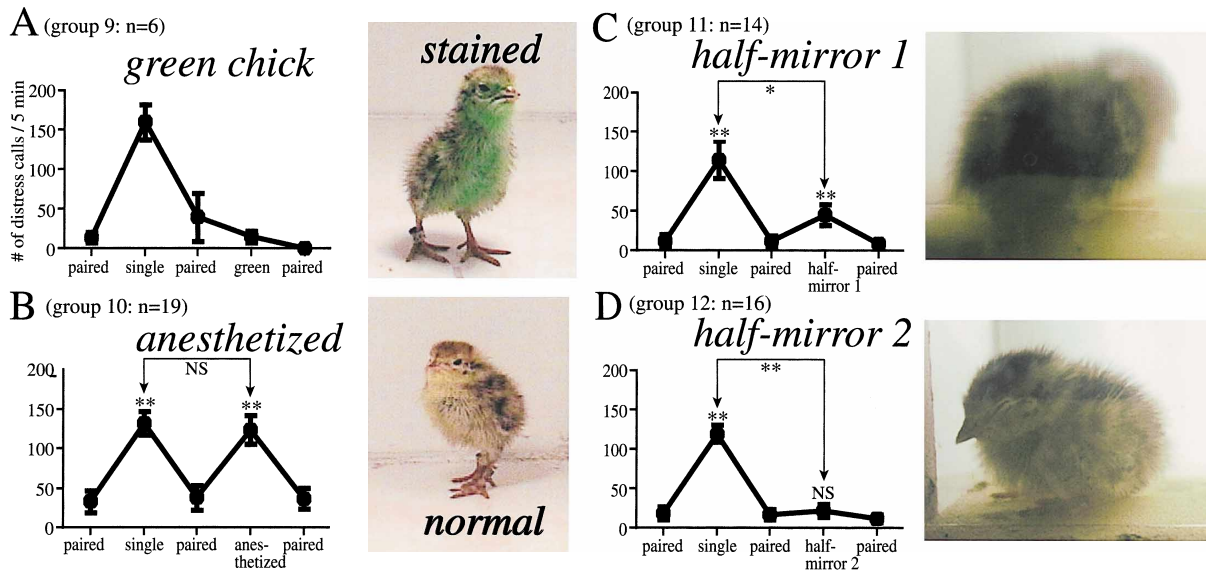 A (group 9: n=6)
green chick
# of distress calls / 5 min
200
150
100
50
0
paired single paired green paired
stained
B (group 10: n=19)
anesthetized
NS
** **
200
150
100
50
0
paired single paired anes-
thetized paired
normal
C (group 11: n=14)
half-mirror 1
*
** **
200
150
100
50
0
paired single paired half-
mirror 1 paired
D (group 12: n=16)
half-mirror 2
**
** NS
200
150
100
50
0
paired single paired half-
mirror 2 paired